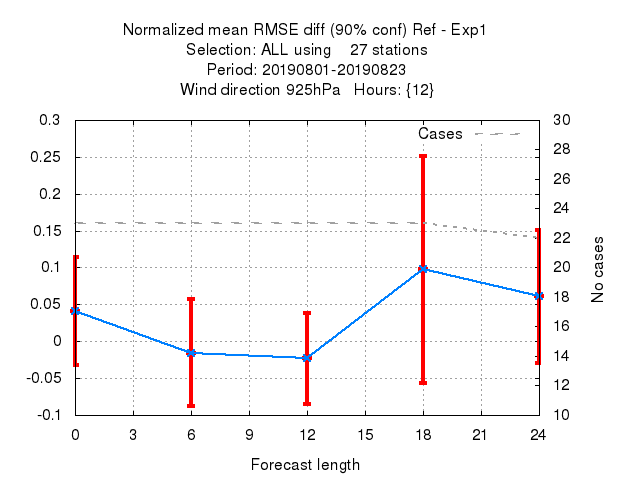 Normalized mean RMSE diff (90% conf) Ref - Exp1
Selection: ALL using 27 stations
Period: 20190801-20190823
Wind direction 925hPa Hours: {12}
Cases
0.3
0.25
0.2
0.15
0.1
0.05
0
-0.05
-0.1
30
28
26
24
22
20
18
16
14
12
10
No cases
0 3 6 9 12 15 18 21 24
Forecast length